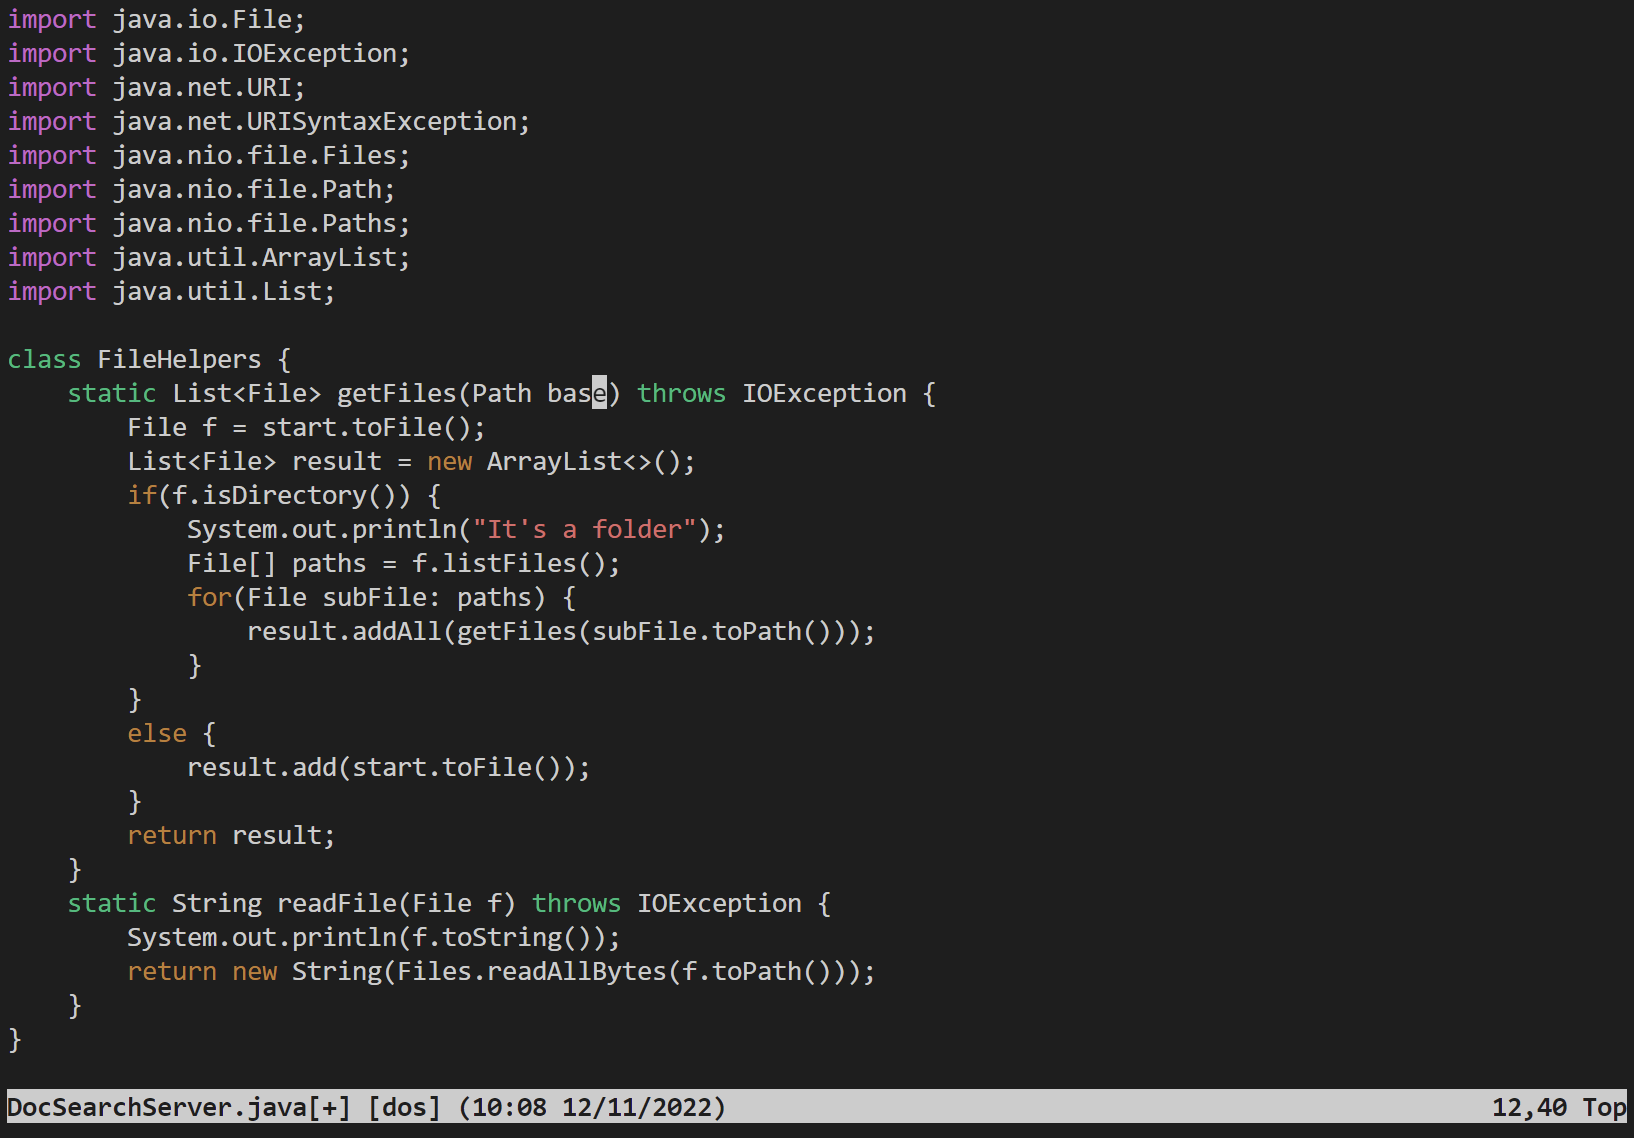 import java.io.File;
import java.io.IOException;
import java.net.URI;
import java.net.URISyntaxException;
import java.nio.file.Files;
import java.nio.file.Path;
import java.nio.file.Paths;
import java.util.ArrayList;
import java.util.List;

class FileHelpers {
    static List<File> getFiles(Path base) throws IOException {
        File f = start.toFile();
        List<File> result = new ArrayList<>();
        if(f.isDirectory()) {
            System.out.println("It's a folder");
            File[] paths = f.listFiles();
            for(File subFile: paths) {
                result.addAll(getFiles(subFile.toPath()));
            }
        }
        else {
            result.add(start.toFile());
        }
        return result;
    }
    static String readFile(File f) throws IOException {
        System.out.println(f.toString());
        return new String(Files.readAllBytes(f.toPath()));
    }
}
DocSearchServer.java[+] [dos] (10:08 12/11/2022) 12,40 Top